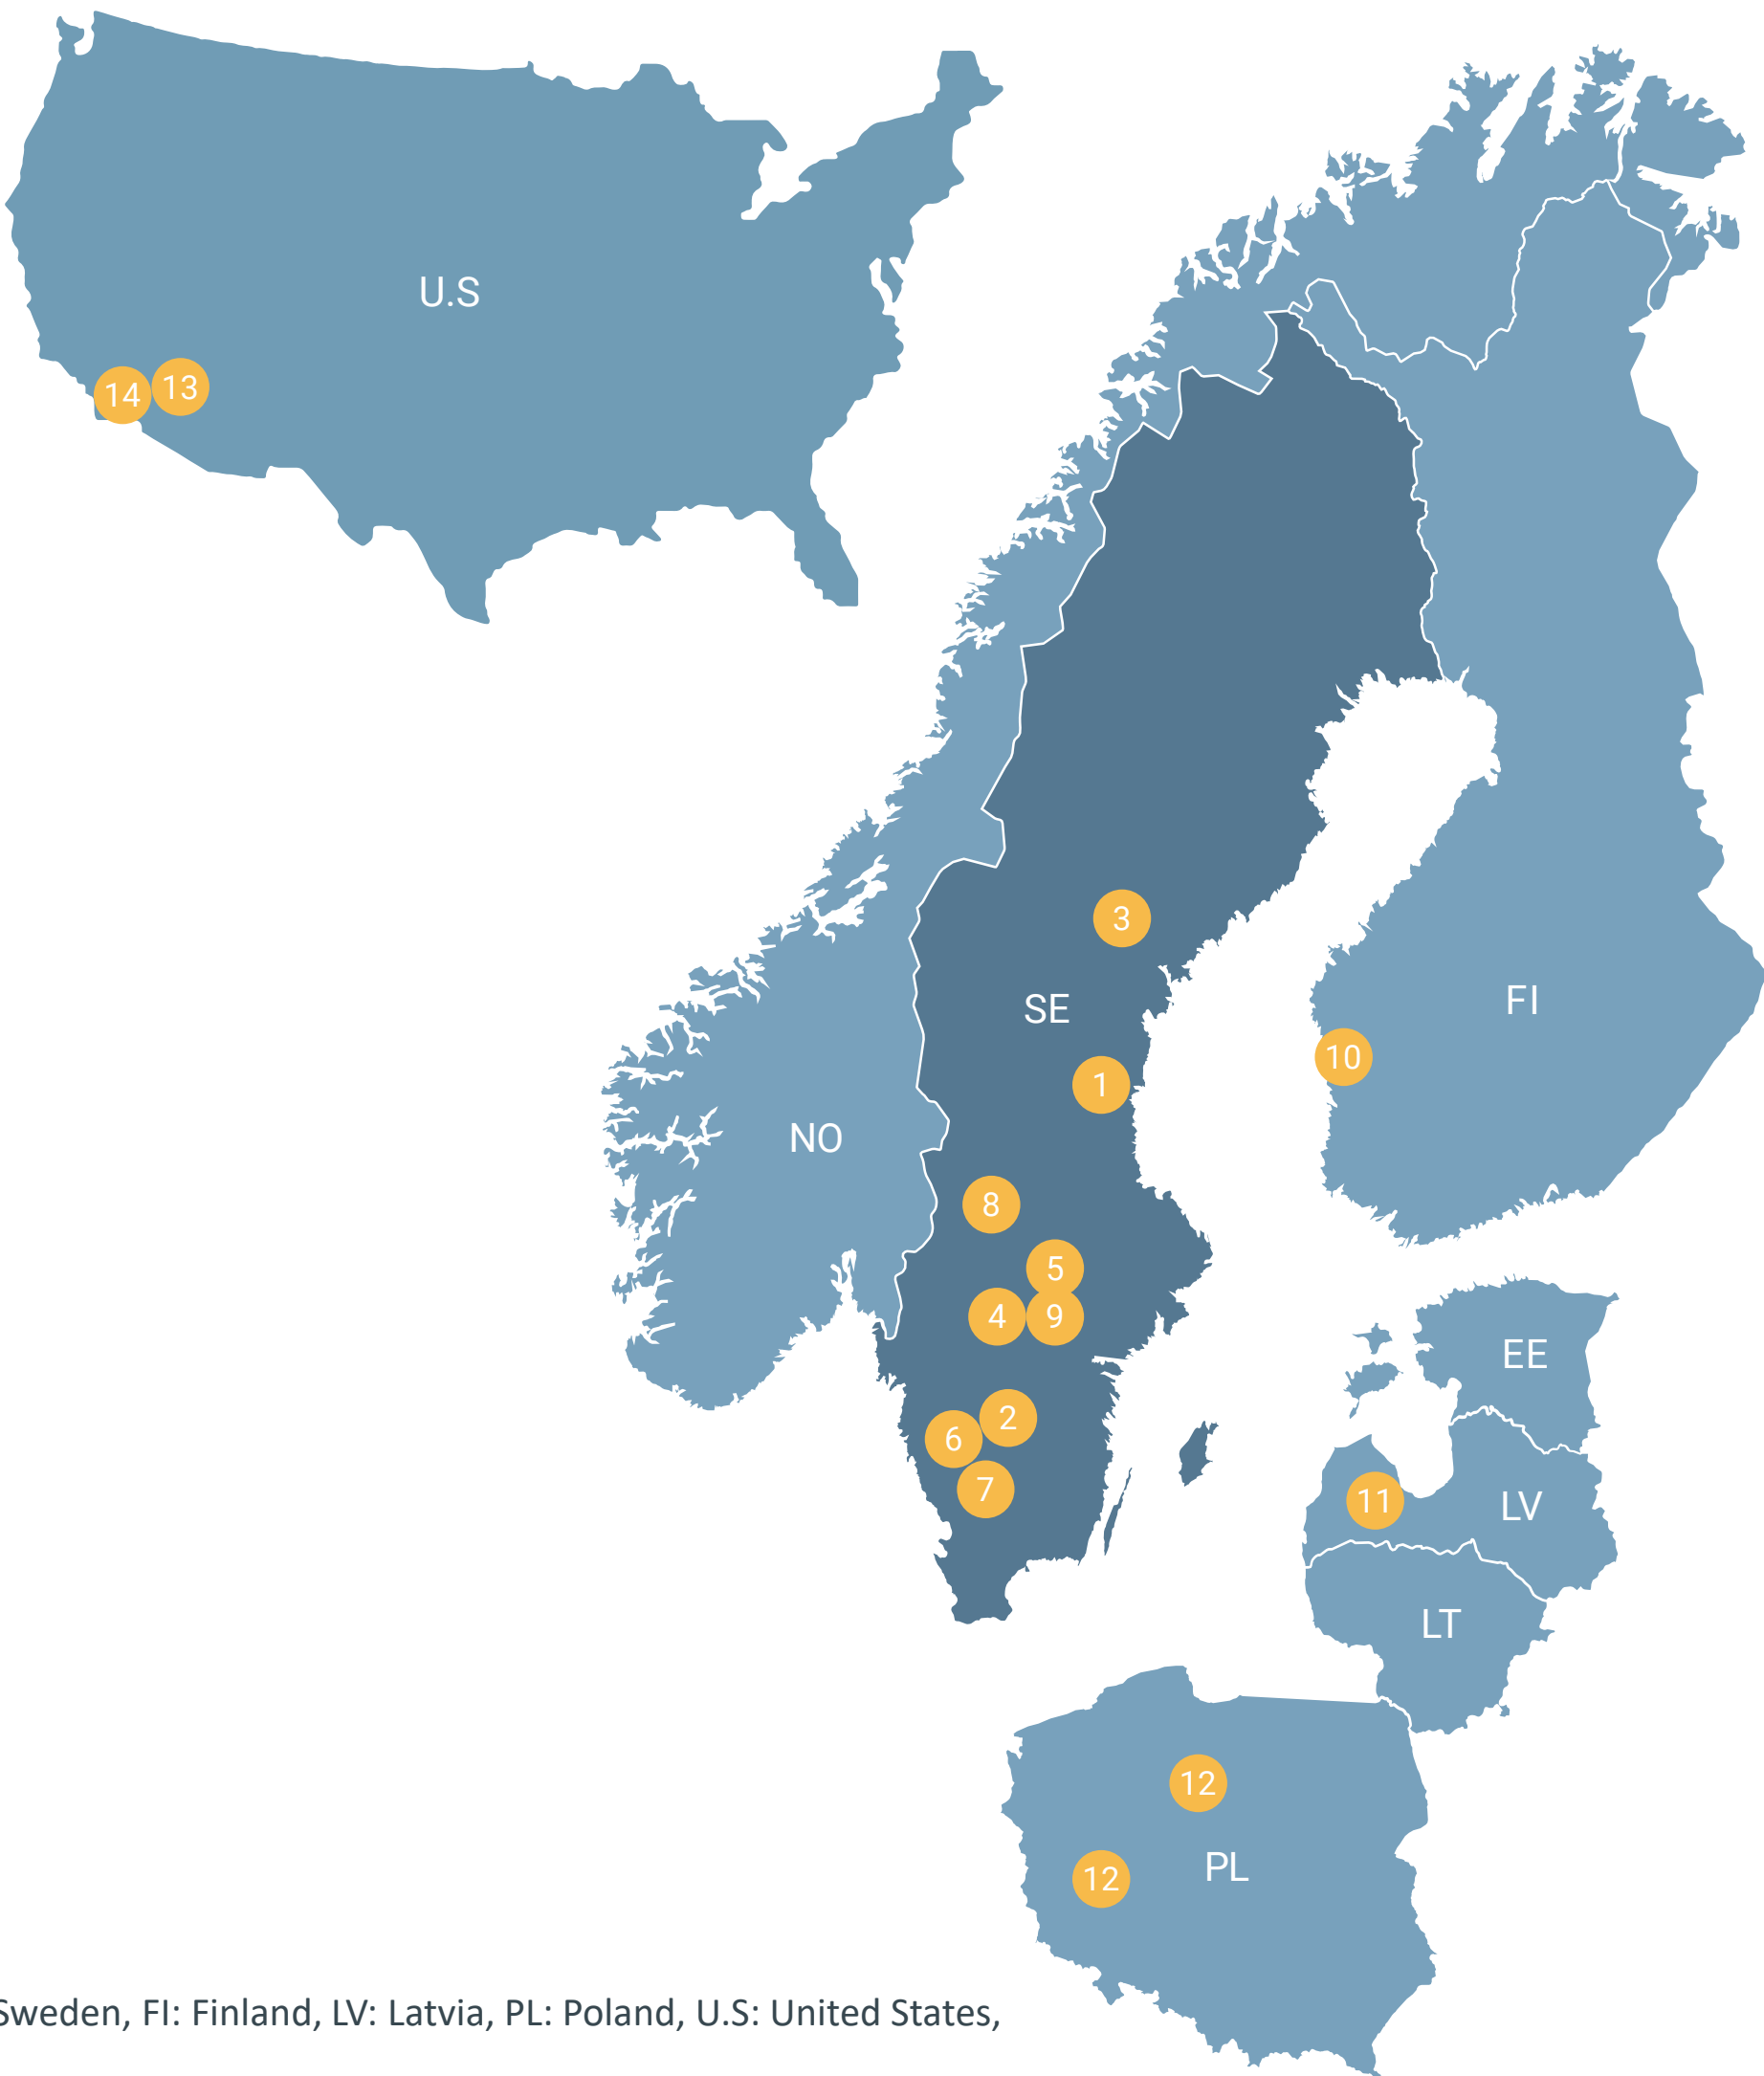 U.S
14
13
3
SE
FI
10
1
NO
8
5
4
9
EE
2
6
7
11
LV
LT
12
PL
12
Sweden, FI: Finland, LV: Latvia, PL: Poland, U.S: United States,